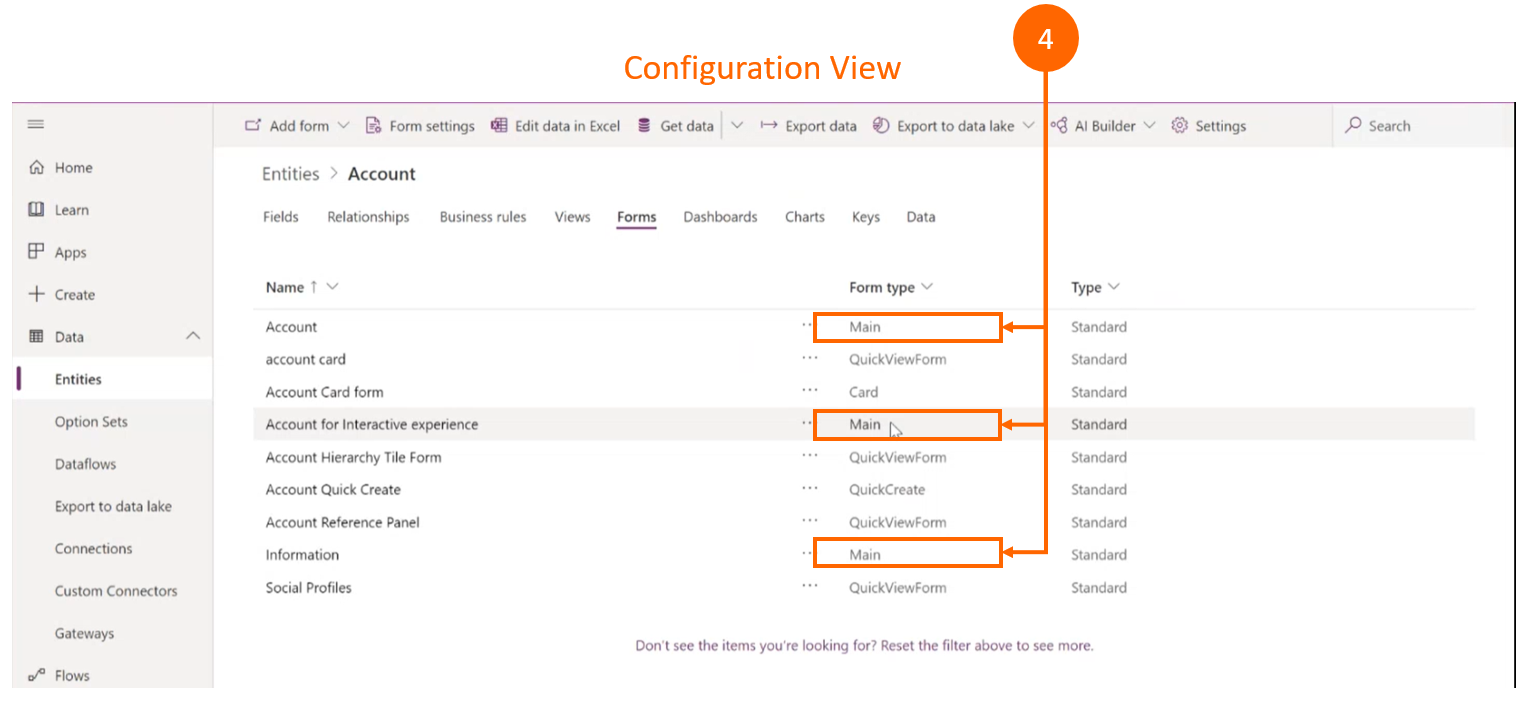 4
Configuration View
Add form Form settings Edit data in Excel Get data Export data Export to data lake AI Builder Settings Search
Home
Learn
Apps
Create
Data
Entities
Option Sets
Dataflows
Export to data lake
Connections
Custom Connectors
Gateways
Flows
Entities > Account
Fields Relationships Business rules Views Forms Dashboards Charts Keys Data
Name ↑ Form type Type
Account ··· Main Standard
account card ··· QuickViewForm Standard
Account Card form ··· Card Standard
Account for Interactive experience ··· Main Standard
Account Hierarchy Tile Form ··· QuickViewForm Standard
Account Quick Create ··· QuickCreate Standard
Account Reference Panel ··· QuickViewForm Standard
Information ··· Main Standard
Social Profiles ··· QuickViewForm Standard
Don't see the items you're looking for? Reset the filter above to see more.